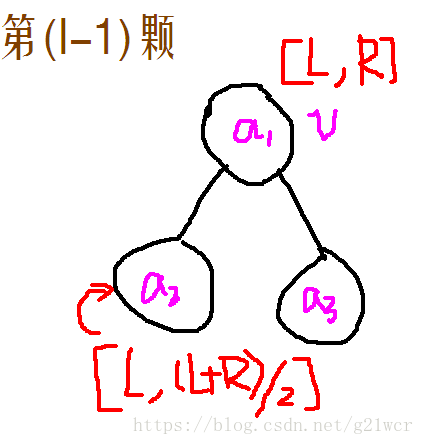 第(l-1)颗
[L,R]
a₁ v
a₂ a₃
[L,(L+R)/2]
https://blog.csdn.net/g21wcr